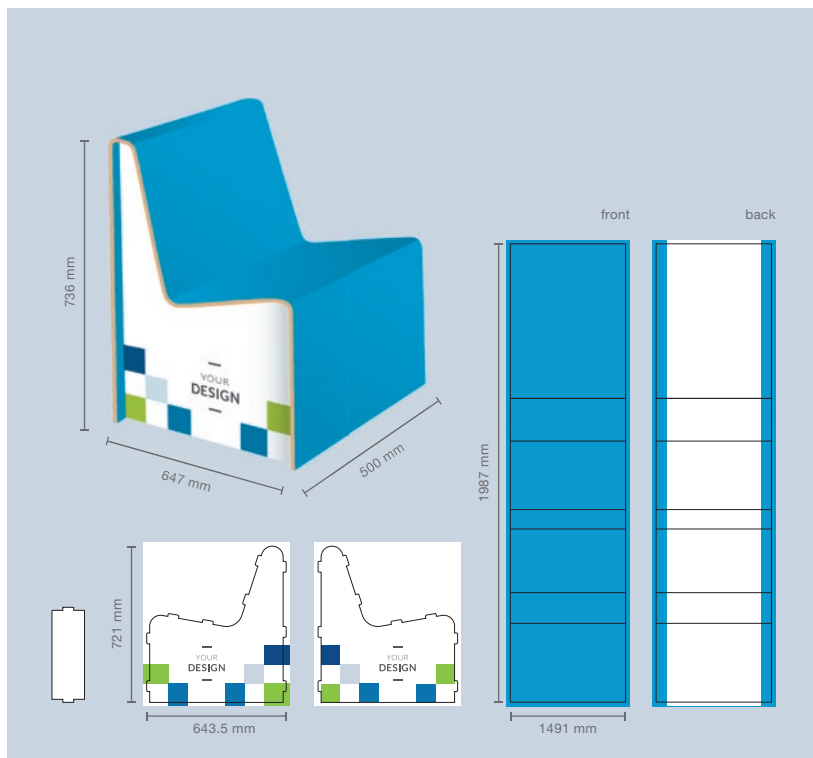 front
back
736 mm
YOUR
DESIGN
647 mm
500 mm
1987 mm
721 mm
YOUR
DESIGN
YOUR
DESIGN
643.5 mm
1491 mm